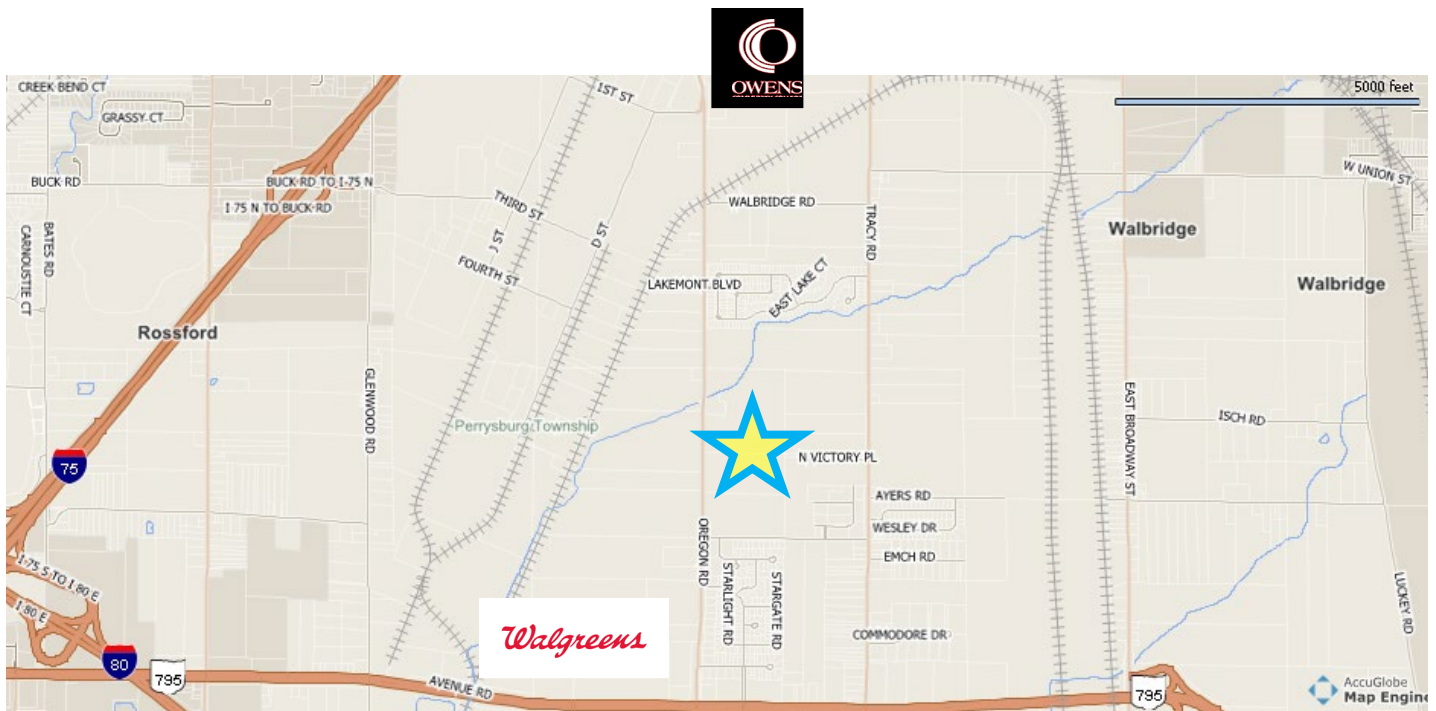 OWENS
5000 feet
CREEK BEND CT
GRASSY CT
1ST ST
BUCK RD
BUCK RD TO I-75 N
I 75 N TO BUCK RD
W UNION ST
THIRD ST
J ST
D ST
FOURTH ST
WALBRIDGE RD
TRACY RD
BATES RD
CARNOUSTIE CT
Walbridge
LAKEMONT BLVD
EAST LAKE CT
Walbridge
Rossford
GLENWOOD RD
Perrysburg Township
EAST BROADWAY ST
ISCH RD
75
N VICTORY PL
AYERS RD
WESLEY DR
EMCH RD
OREGON RD
STARLIGHT RD
STARGATE RD
COMMODORE DR
LUCKEY RD
I-75 S TO I-80 E
I-80 E
Walgreens
80
795
AVENUE RD
795
AccuGlobe
Map Engine